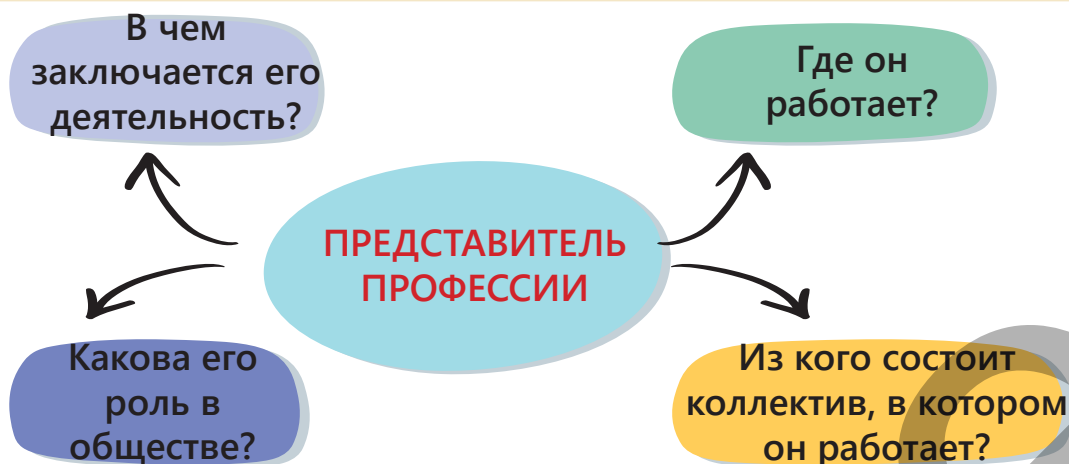 В чем
заключается его
деятельность?
Где он
работает?
ПРЕДСТАВИТЕЛЬ
ПРОФЕССИИ
Какова его
роль в
обществе?
Из кого состоит
коллектив, в котором
он работает?